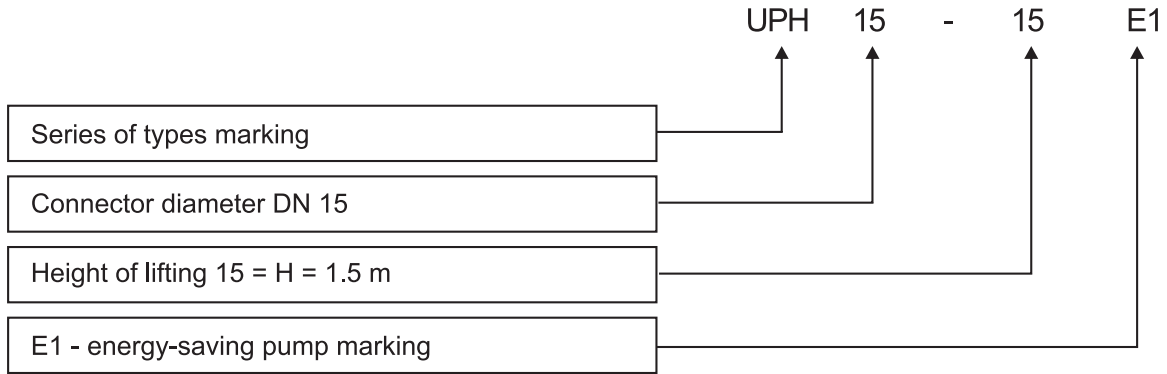 UPH 15 - 15 E1
Series of types marking
Connector diameter DN 15
Height of lifting 15 = H = 1.5 m
E1 - energy-saving pump marking